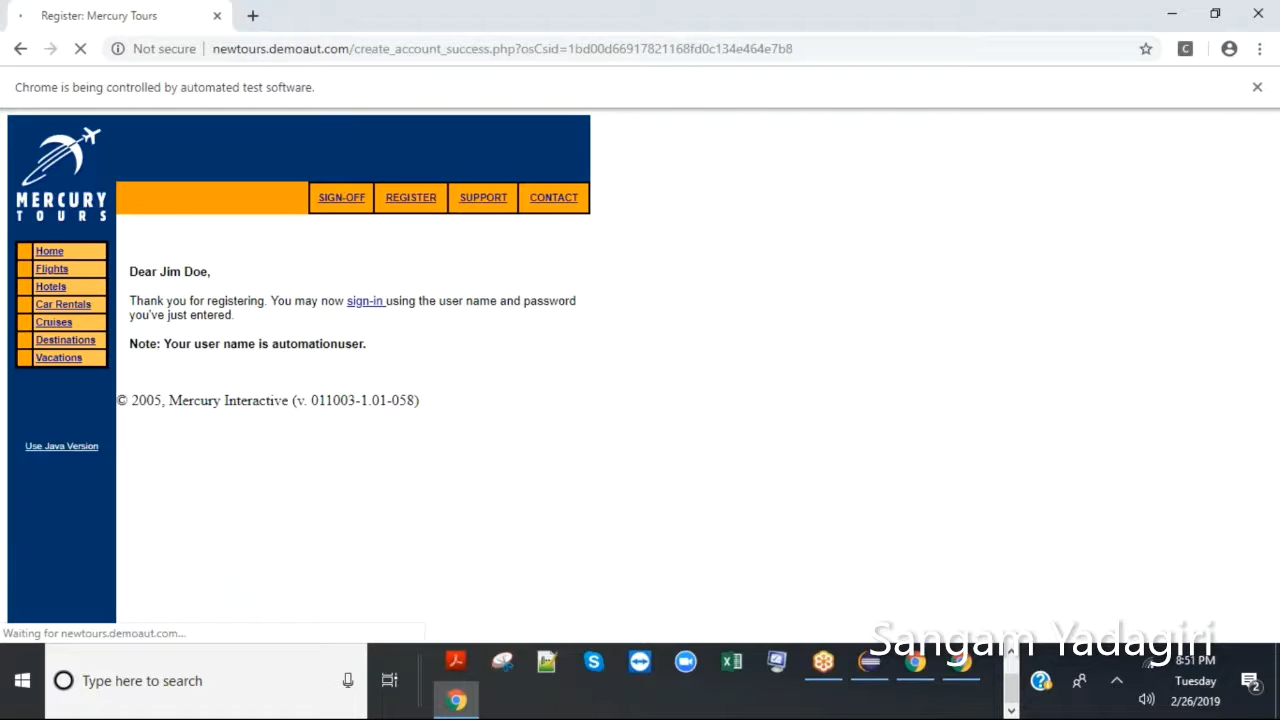 Register: Mercury Tours
Not secure
newtours.demoaut.com/create_account_success.php?osCsid=1bd00d66917821168fd0c134e464e7b8
C
Chrome is being controlled by automated test software.
MERCURY
TOURS
SIGN-OFF
REGISTER
SUPPORT
CONTACT
Home
Flights
Hotels
Car Rentals
Cruises
Destinations
Vacations
Dear Jim Doe,
Thank you for registering. You may now sign-in using the user name and password
you've just entered.
Note: Your user name is automationuser.
© 2005, Mercury Interactive (v. 011003-1.01-058)
Use Java Version
Waiting for newtours.demoaut.com...
Sangam Yadagiri
Type here to search
8:51 PM
Tuesday
2/26/2019
2